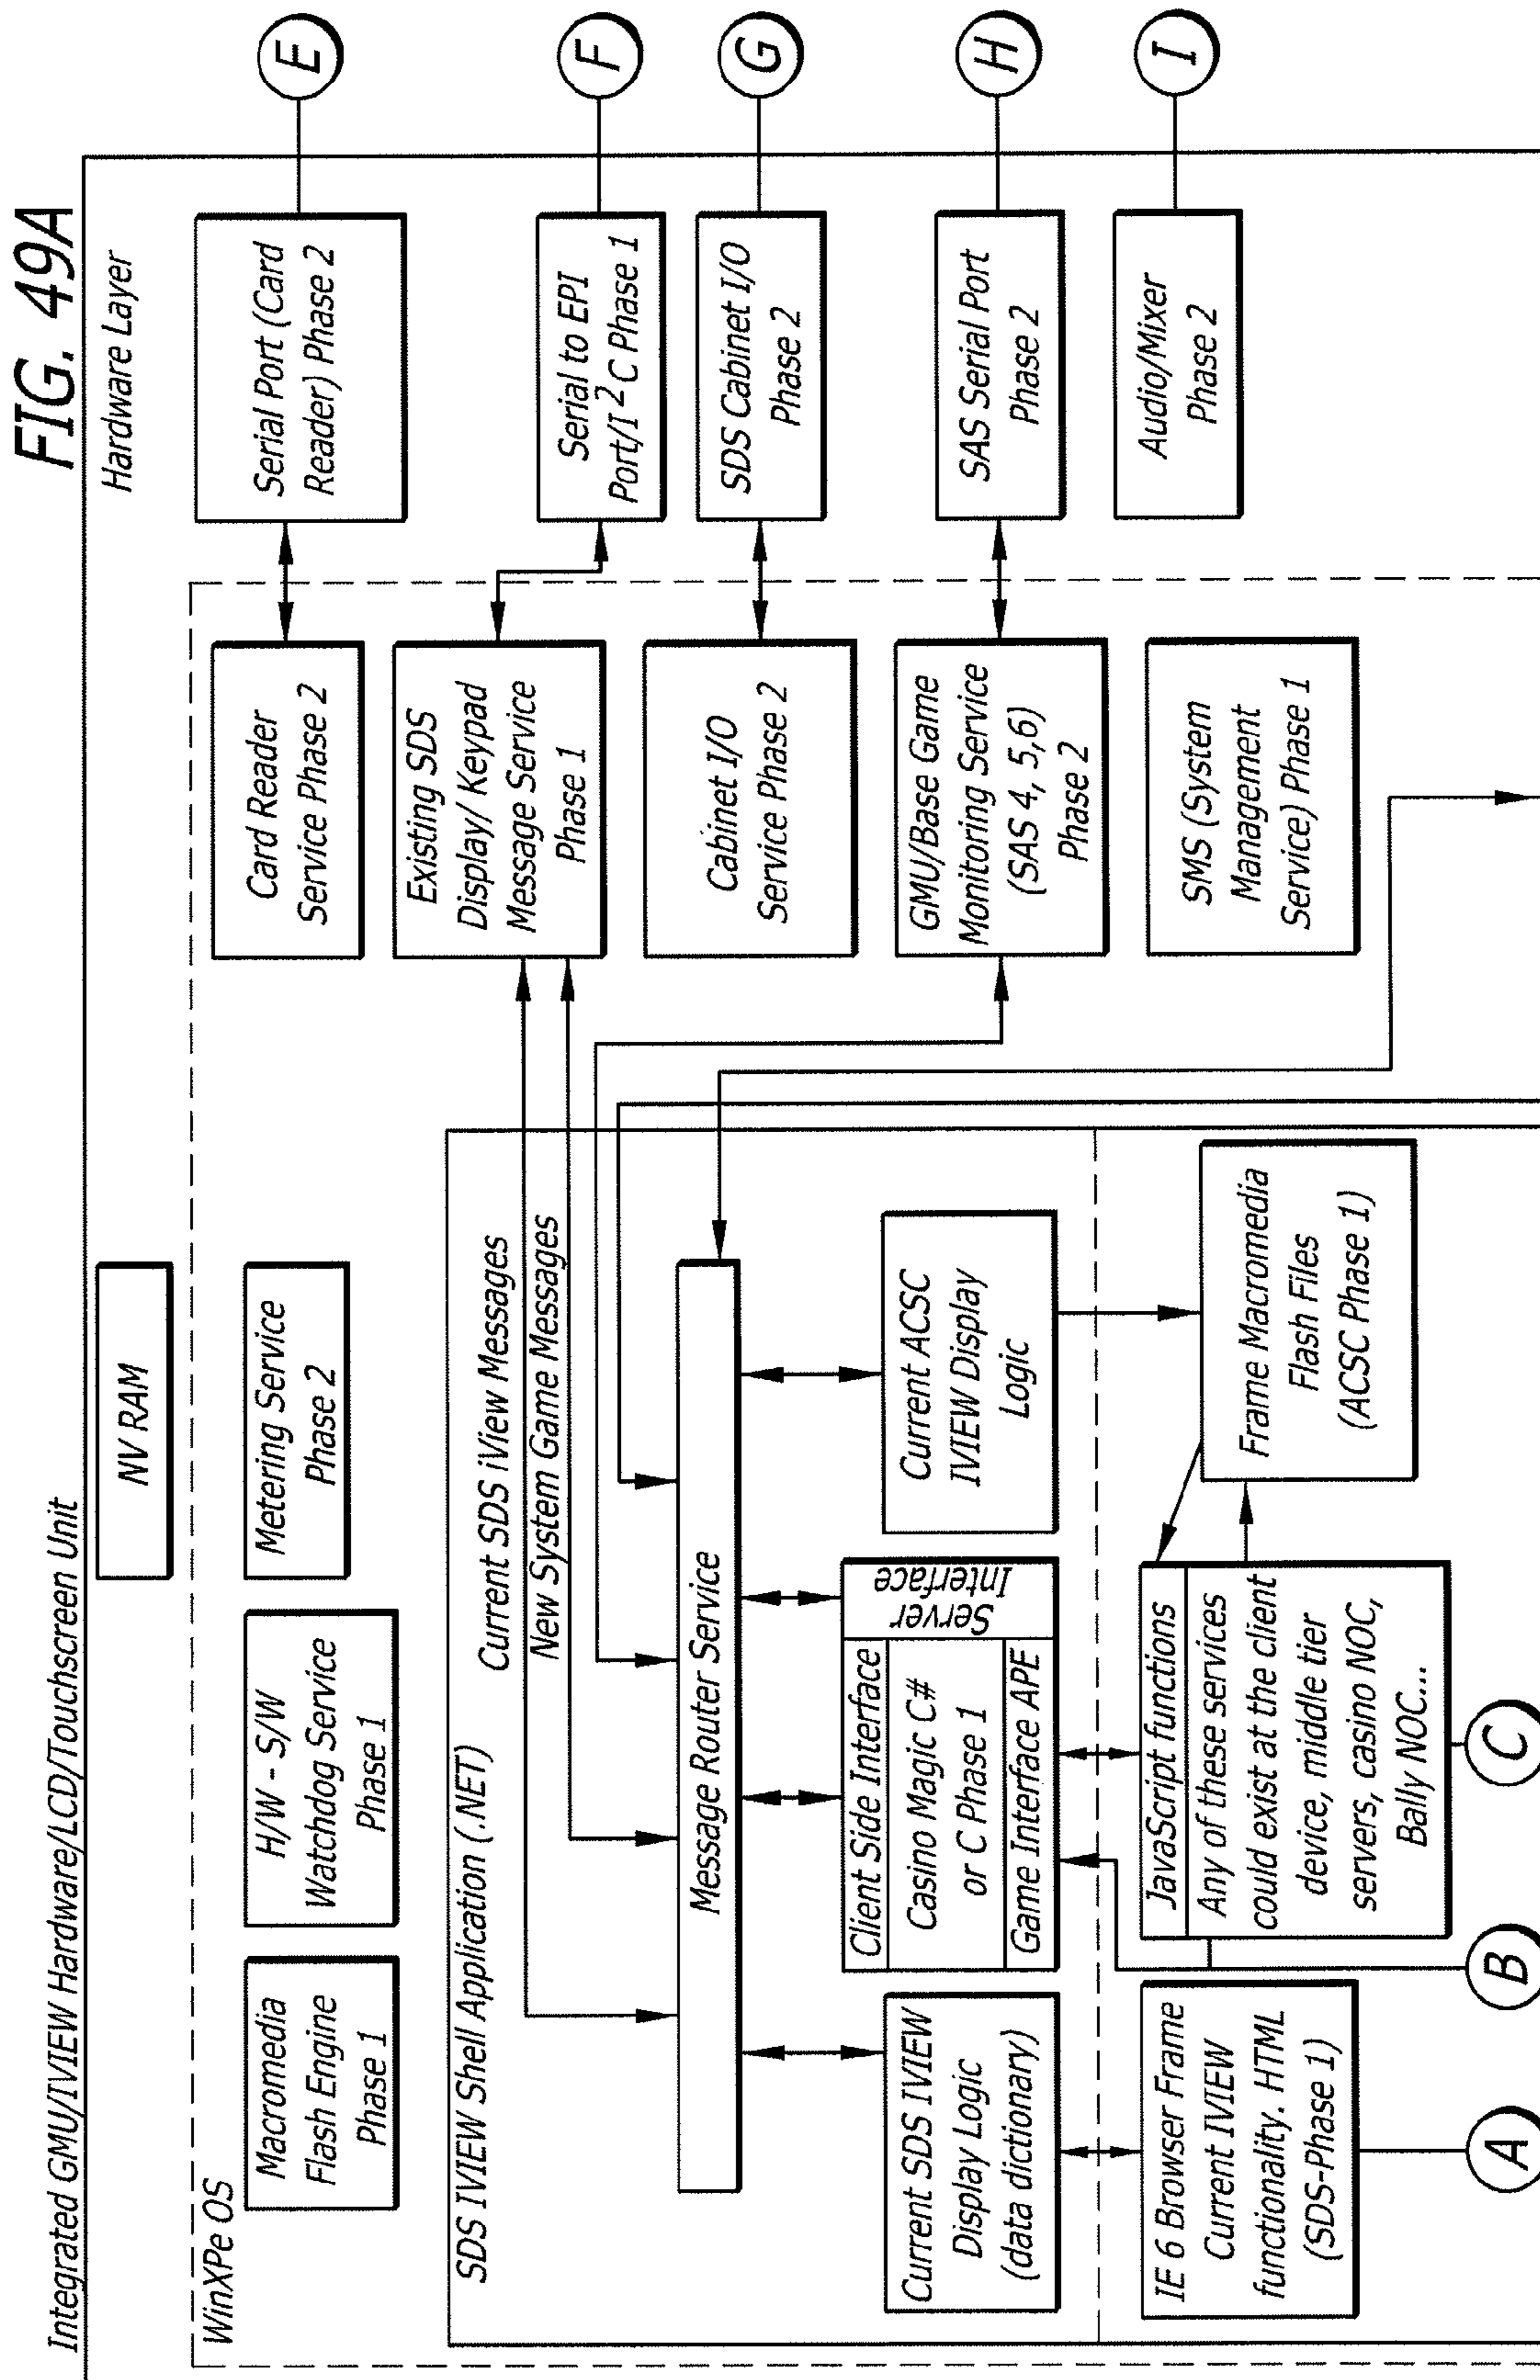 FIG. 49A
Integrated GMU/IVIEW Hardware/LCD/Touchscreen Unit
Hardware Layer
NV RAM
WinXPe OS
Macromedia
Flash Engine
Phase 1
H/W - S/W
Watchdog Service
Phase 1
Metering Service
Phase 2
Card Reader
Service Phase 2
Serial Port (Card
Reader) Phase 2
E
Existing SDS
Display/ Keypad
Message Service
Phase 1
Serial to EPI
Port/I²C Phase 1
F
SDS IVIEW Shell Application (.NET)
Current SDS iView Messages
New System Game Messages
Cabinet I/O
Service Phase 2
SDS Cabinet I/O
Phase 2
G
Message Router Service
GMU/Base Game
Monitoring Service
(SAS 4, 5,6)
Phase 2
SAS Serial Port
Phase 2
H
Current SDS IVIEW
Display Logic
(data dictionary)
Client Side Interface
Casino Magic C#
or C Phase 1
Game Interface APE
Server
Interface
Current ACSC
IVIEW Display
Logic
SMS (System
Management
Service) Phase 1
Audio/Mixer
Phase 2
I
IE 6 Browser Frame
Current IVIEW
functionality. HTML
(SDS-Phase 1)
JavaScript functions
Any of these services
could exist at the client
device, middle tier
servers, casino NOC,
Bally NOC...
Frame Macromedia
Flash Files
(ACSC Phase 1)
A
B
C